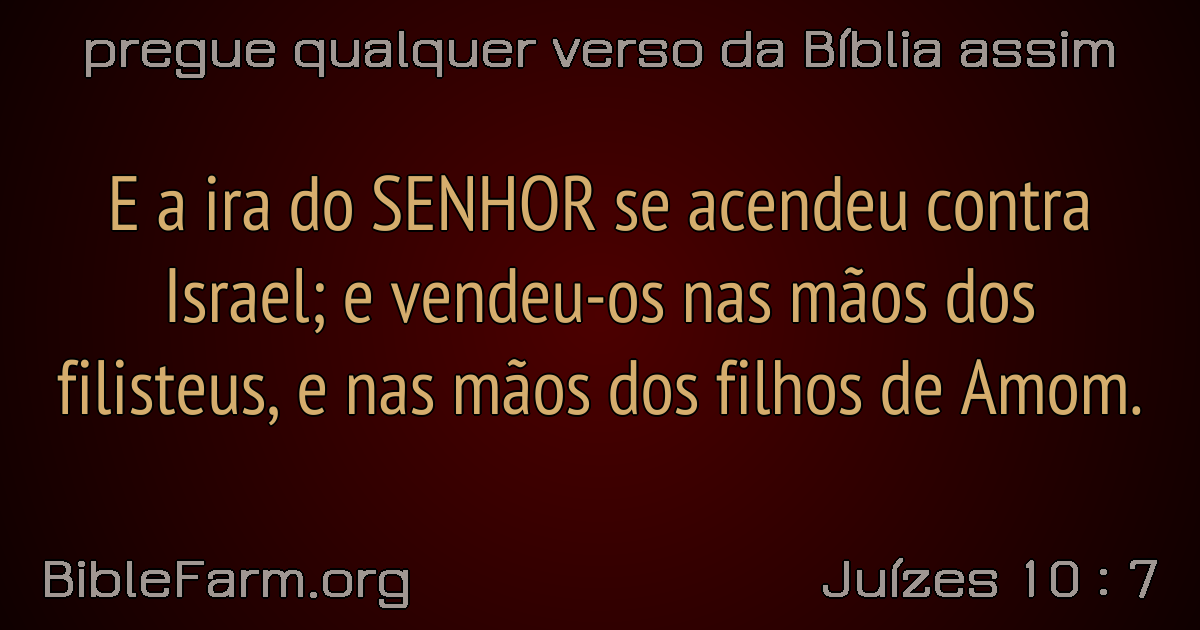 pregue qualquer verso da Bíblia assim
E a ira do SENHOR se acendeu contra
Israel; e vendeu-os nas mãos dos
filisteus, e nas mãos dos filhos de Amom.
BibleFarm.org
Juízes 10 : 7